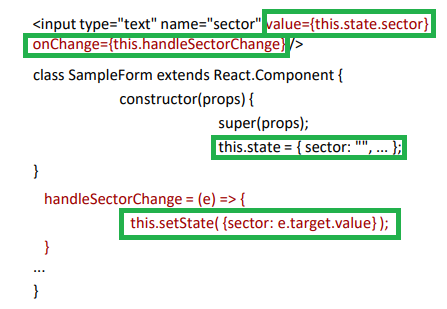 <input type="text" name="sector" value={this.state.sector}
onChange={this.handleSectorChange}/>
class SampleForm extends React.Component {
constructor(props) {
super(props);
this.state = { sector: "", ... };
}
handleSectorChange = (e) => {
this.setState( {sector: e.target.value} );
}
...
}